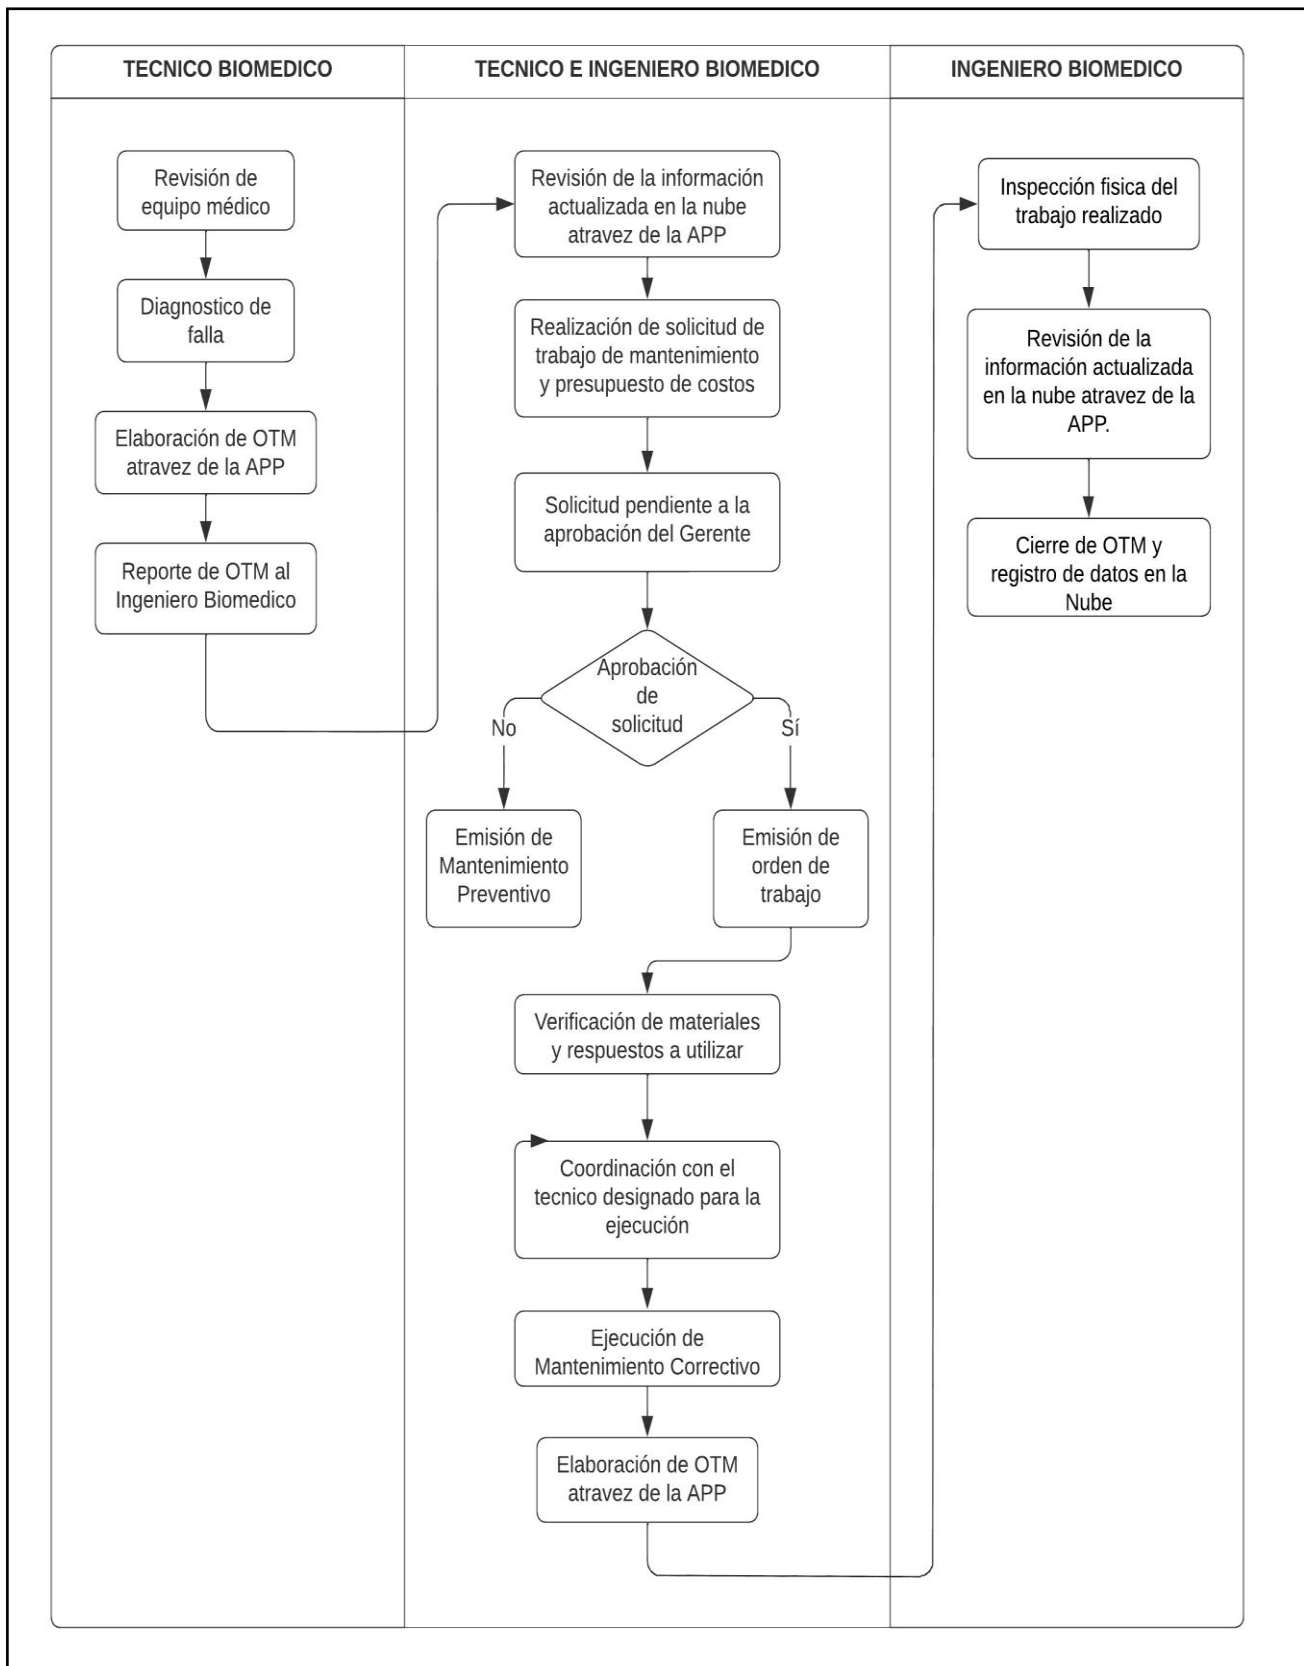 TECNICO BIOMEDICO
TECNICO E INGENIERO BIOMEDICO
INGENIERO BIOMEDICO
Revisión de
equipo médico
Diagnostico de
falla
Elaboración de OTM
atravez de la APP
Reporte de OTM al
Ingeniero Biomedico
Revisión de la información
actualizada en la nube
atravez de la APP
Realización de solicitud de
trabajo de mantenimiento
y presupuesto de costos
Solicitud pendiente a la
aprobación del Gerente
Aprobación
de
solicitud
No
Sí
Emisión de
Mantenimiento
Preventivo
Emisión de
orden de
trabajo
Verificación de materiales
y respuestos a utilizar
Coordinación con el
tecnico designado para la
ejecución
Ejecución de
Mantenimiento Correctivo
Elaboración de OTM
atravez de la APP
Inspección fisica del
trabajo realizado
Revisión de la
información actualizada
en la nube atravez de la
APP.
Cierre de OTM y
registro de datos en la
Nube